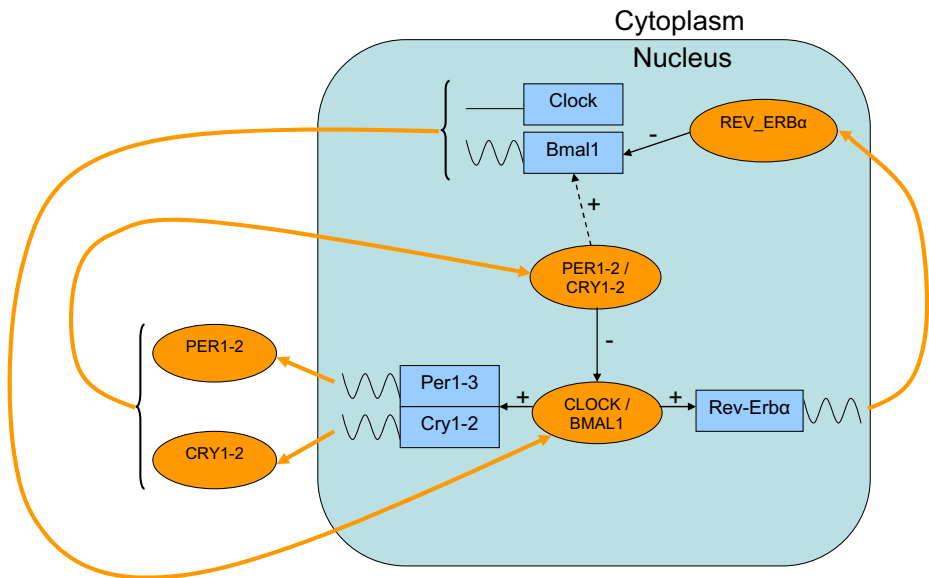 Cytoplasm
Nucleus
Clock
REV_ERBα
-
Bmal1
+
PER1-2 /
CRY1-2
-
PER1-2
Per1-3
+
CLOCK /
BMAL1
+
Rev-Erbα
Cry1-2
CRY1-2